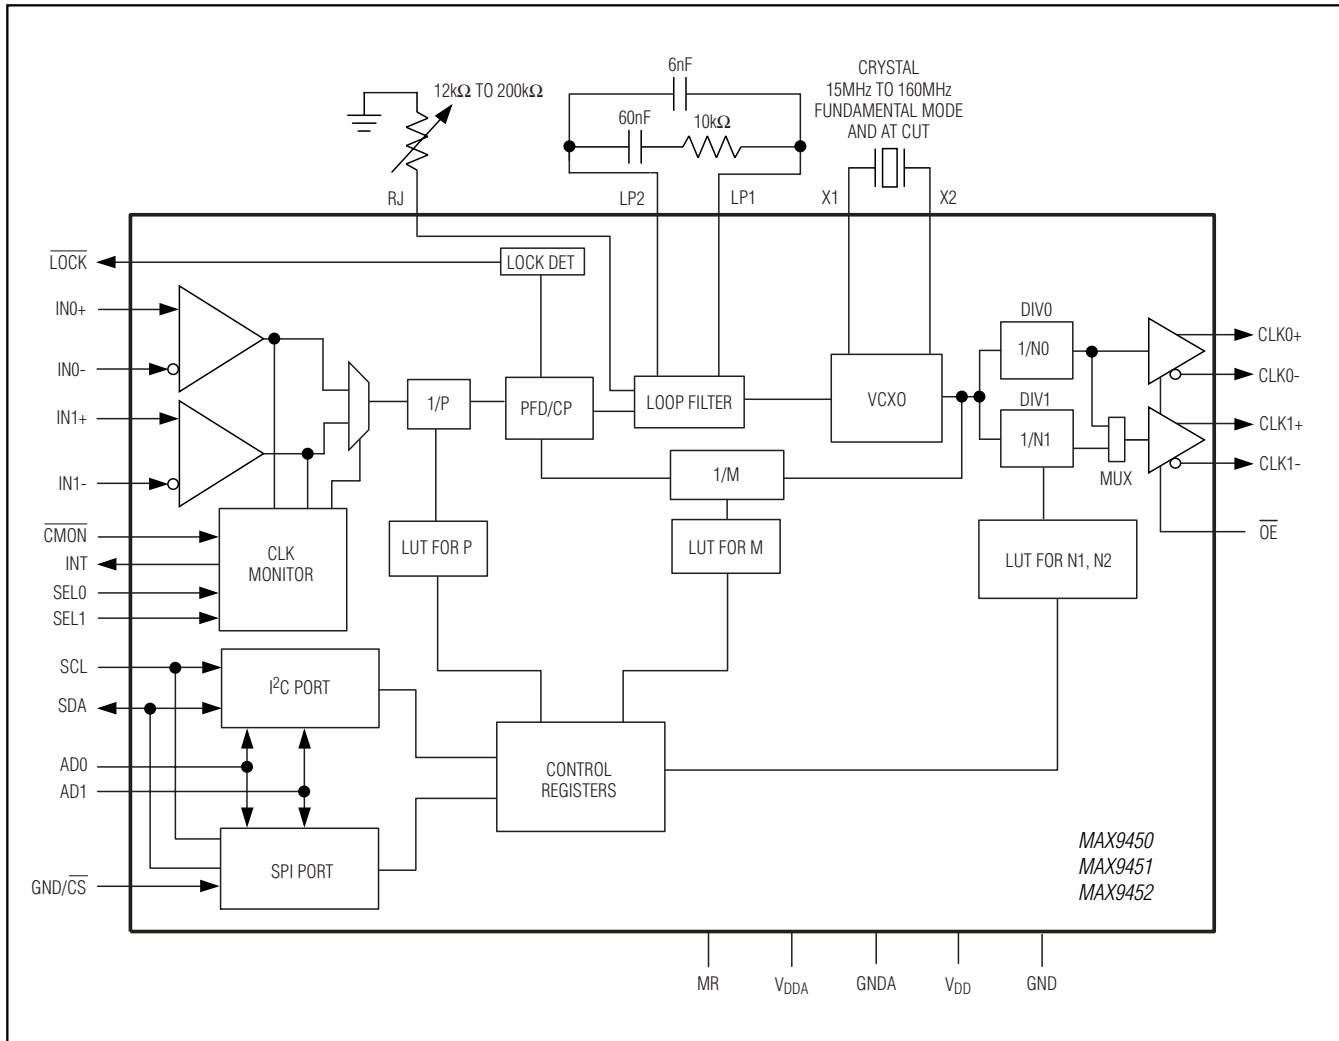 6nF
CRYSTAL
15MHz TO 160MHz
FUNDAMENTAL MODE
AND AT CUT
12kΩ TO 200kΩ
60nF
10kΩ
RJ
LP2
LP1
X1
X2
LOCK
LOCK DET
IN0+
DIV0
CLK0+
1/N0
IN0-
CLK0-
1/P
PFD/CP
LOOP FILTER
VCXO
IN1+
DIV1
CLK1+
1/N1
MUX
CLK1-
1/M
IN1-
CMON
OE
INT
CLK
MONITOR
LUT FOR P
LUT FOR M
LUT FOR N1, N2
SEL0
SEL1
SCL
I²C PORT
SDA
AD0
CONTROL
REGISTERS
AD1
SPI PORT
GND/CS
MAX9450
MAX9451
MAX9452
MR
VDDA
GNDA
VDD
GND